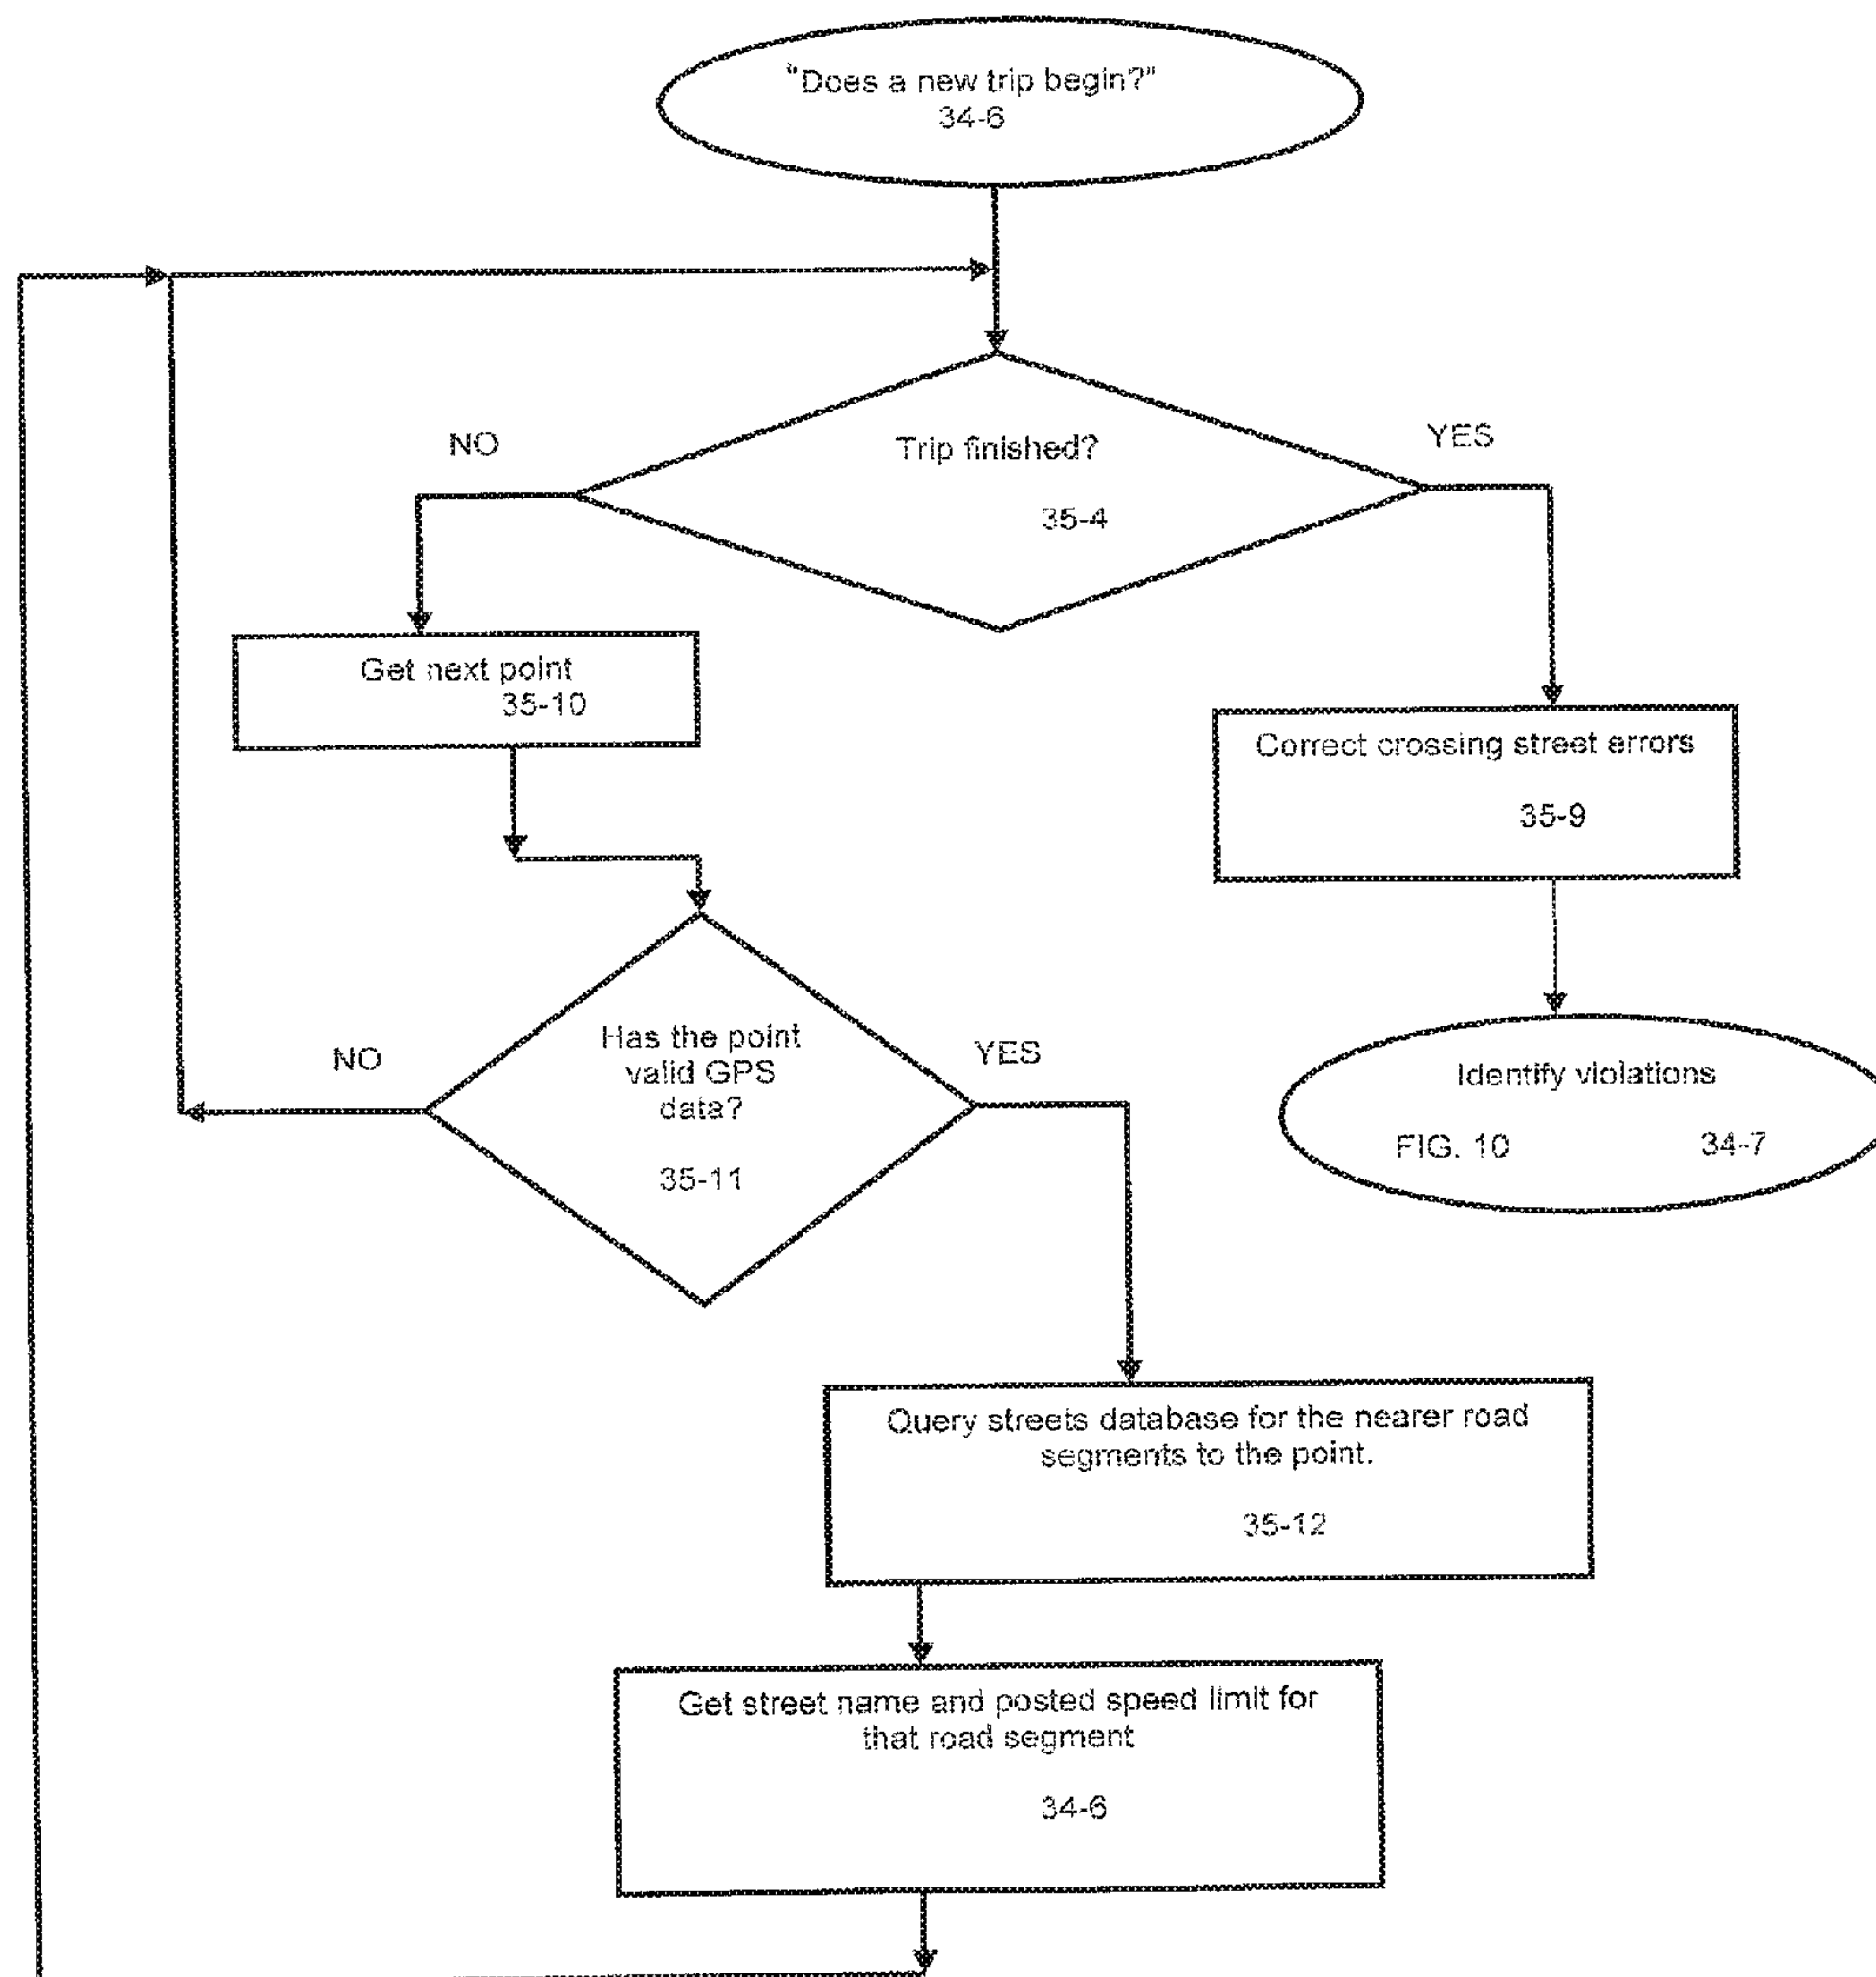 "Does a new trip begin?"
34-6
NO
Trip finished?
YES
35-4
Get next point
35-10
Correct crossing street errors
35-9
NO
Has the point
valid GPS
data?
YES
35-11
Identify violations
FIG. 10 34-7
Query streets database for the nearer road
segments to the point.
35-12
Get street name and posted speed limit for
that road segment
34-6